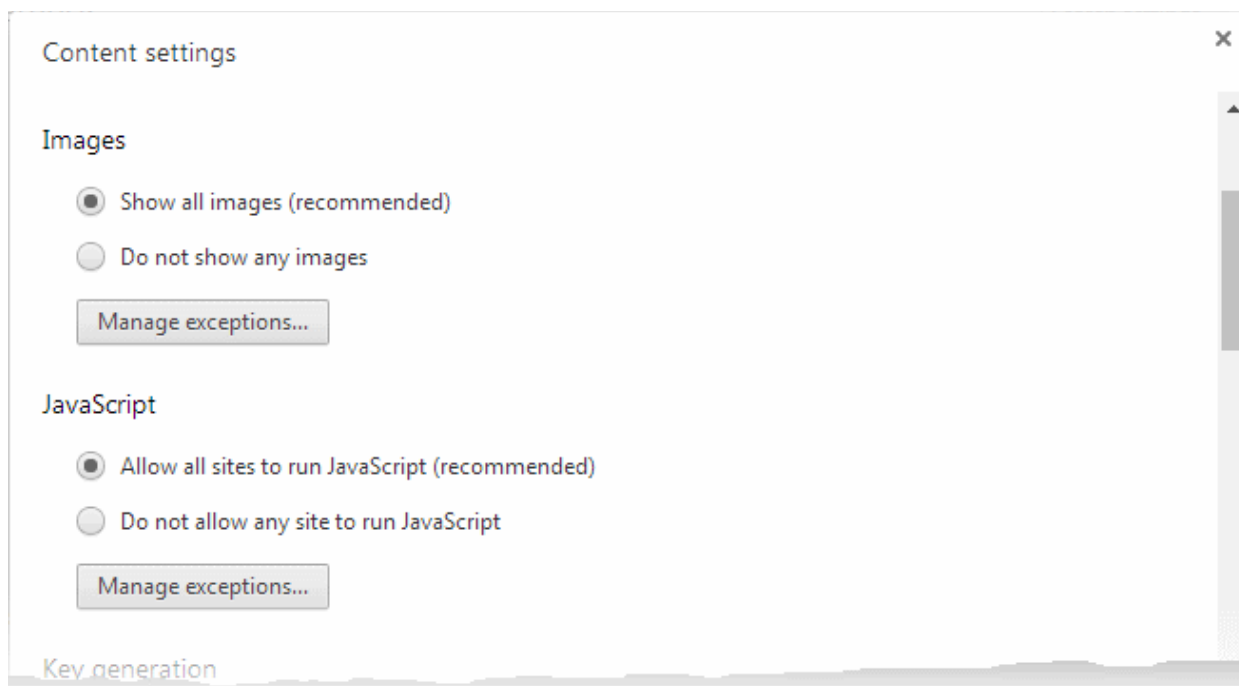 Content settings
Images
Show all images (recommended)
Do not show any images
Manage exceptions...
JavaScript
Allow all sites to run JavaScript (recommended)
Do not allow any site to run JavaScript
Manage exceptions...
Key generation